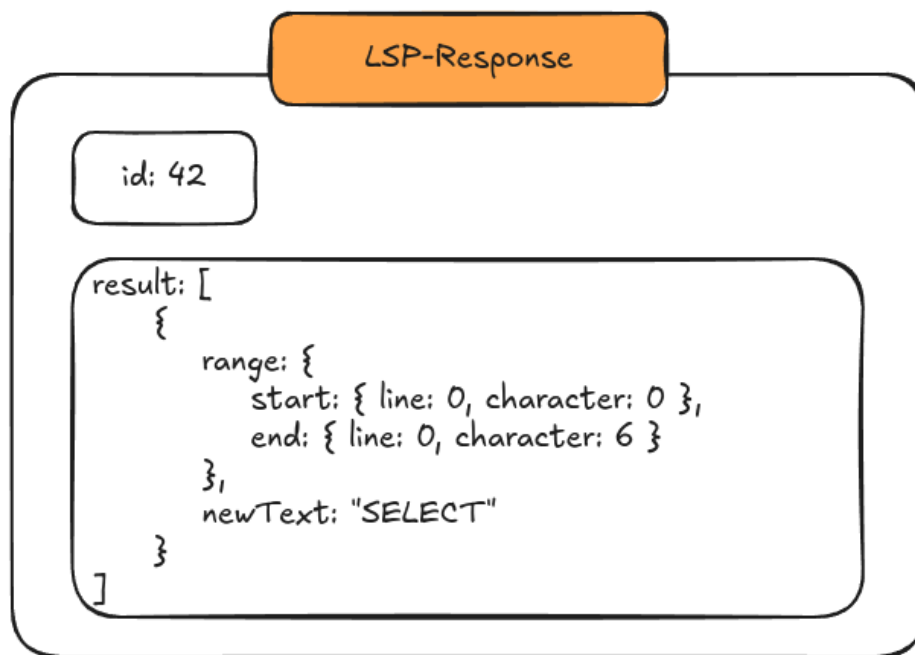 LSP-Response
id: 42
result: [
{
range: {
start: { line: 0, character: 0 },
end: { line: 0, character: 6 }
},
newText: "SELECT"
}
]